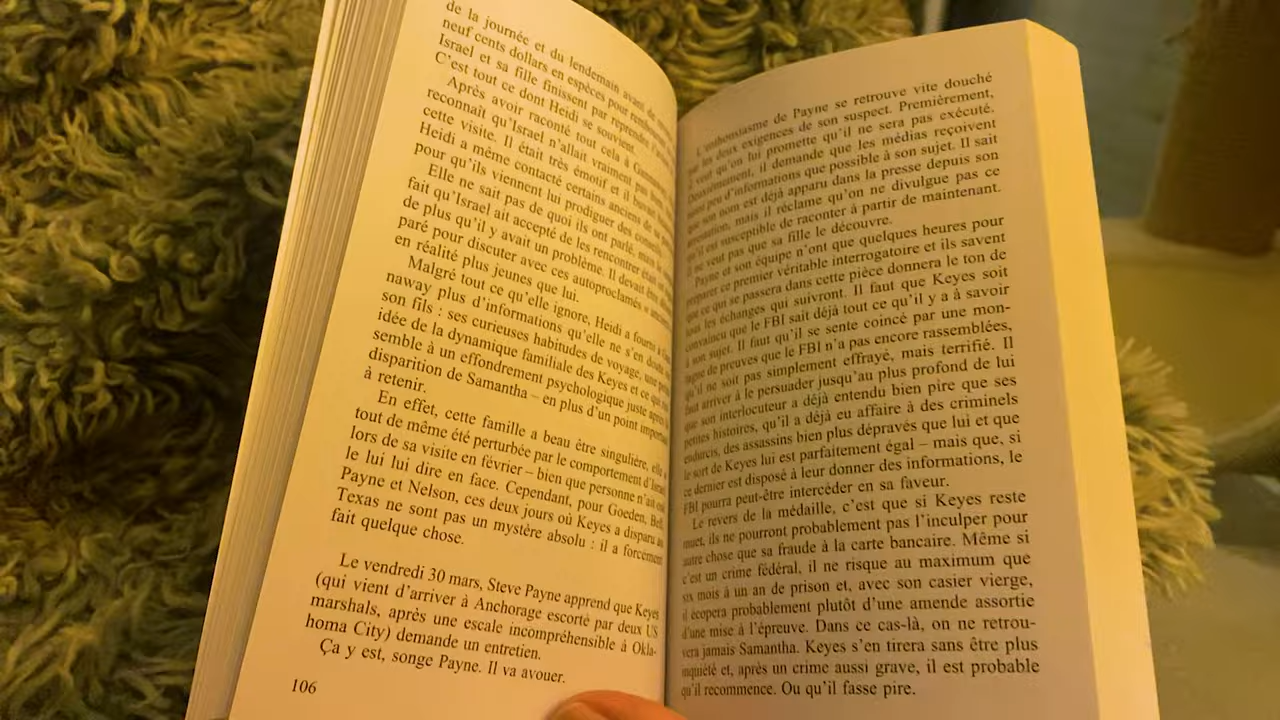 de la journée et du lendemain avant de
neuf cents dollars en espèces pour rembourser
Israel et sa fille finissent par reprendre
C'est tout ce dont Heidi se souvient.
Après avoir raconté tout cela à
reconnaît qu'Israel n'allait vraiment pas
cette visite. Il était très émotif et il
Heidi a même contacté certains anciens de
pour qu'ils viennent lui prodiguer des conseils
Elle ne sait pas de quoi ils ont parlé, mais le
fait qu'Israel ait accepté de les rencontrer était
de plus qu'il y avait un problème. Il devait être
paré pour discuter avec ces autoproclamés
en réalité plus jeunes que lui.
Malgré tout ce qu'elle ignore, Heidi a fourni à
naway plus d'informations qu'elle ne s'en doute
son fils : ses curieuses habitudes de voyage, une
idée de la dynamique familiale des Keyes et ce qui
semble à un effondrement psychologique juste après
disparition de Samantha – en plus d'un point important
à retenir.
En effet, cette famille a beau être singulière, elle a
tout de même été perturbée par le comportement d'Israel
lors de sa visite en février – bien que personne n'ait osé
le lui dire en face. Cependant, pour Goeden, Bell,
Payne et Nelson, ces deux jours où Keyes a disparu au
Texas ne sont pas un mystère absolu : il a forcément
fait quelque chose.
Le vendredi 30 mars, Steve Payne apprend que Keyes
(qui vient d'arriver à Anchorage escorté par deux US
marshals, après une escale incompréhensible à Okla-
homa City) demande un entretien.
Ça y est, songe Payne. Il va avouer.
106
L'enthousiasme de Payne se retrouve vite douché
par les deux exigences de son suspect. Premièrement,
il veut qu'on lui promette qu'il ne sera pas exécuté.
Deuxièmement, il demande que les médias reçoivent
aussi peu d'informations que possible à son sujet. Il sait
que son nom est déjà apparu dans la presse depuis son
arrestation, mais il réclame qu'on ne divulgue pas ce
qu'il est susceptible de raconter à partir de maintenant.
Il ne veut pas que sa fille le découvre.
Payne et son équipe n'ont que quelques heures pour
préparer ce premier véritable interrogatoire et ils savent
que ce qui se passera dans cette pièce donnera le ton de
tous les échanges qui suivront. Il faut que Keyes soit
convaincu que le FBI sait déjà tout ce qu'il y a à savoir
à son sujet. Il faut qu'il se sente coincé par une mon-
tagne de preuves que le FBI n'a pas encore rassemblées,
qu'il ne soit pas simplement effrayé, mais terrifié. Il
faut arriver à le persuader jusqu'au plus profond de lui
que son interlocuteur a déjà entendu bien pire que ses
petites histoires, qu'il a déjà eu affaire à des criminels
endurcis, des assassins bien plus dépravés que lui et que
le sort de Keyes lui est parfaitement égal – mais que, si
ce dernier est disposé à leur donner des informations, le
FBI pourra peut-être intercéder en sa faveur.
Le revers de la médaille, c'est que si Keyes reste
muet, ils ne pourront probablement pas l'inculper pour
autre chose que sa fraude à la carte bancaire. Même si
c'est un crime fédéral, il ne risque au maximum que
six mois à un an de prison et, avec son casier vierge,
il écopera probablement plutôt d'une amende assortie
d'une mise à l'épreuve. Dans ce cas-là, on ne retrou-
vera jamais Samantha. Keyes s'en tirera sans être plus
inquiété et, après un crime aussi grave, il est probable
qu'il recommence. Ou qu'il fasse pire.